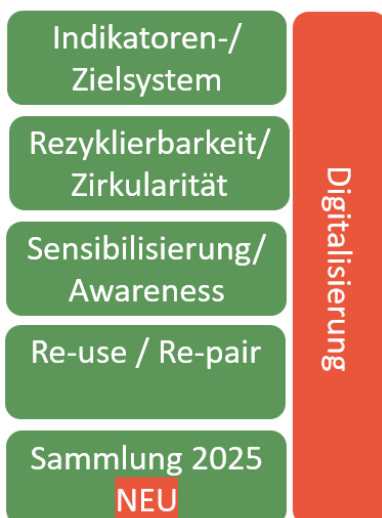 Indikatoren-/
Zielsystem
Rezyklierbarkeit/
Zirkularität
Sensibilisierung/
Awareness
Re-use / Re-pair
Sammlung 2025
NEU
Digitalisierung